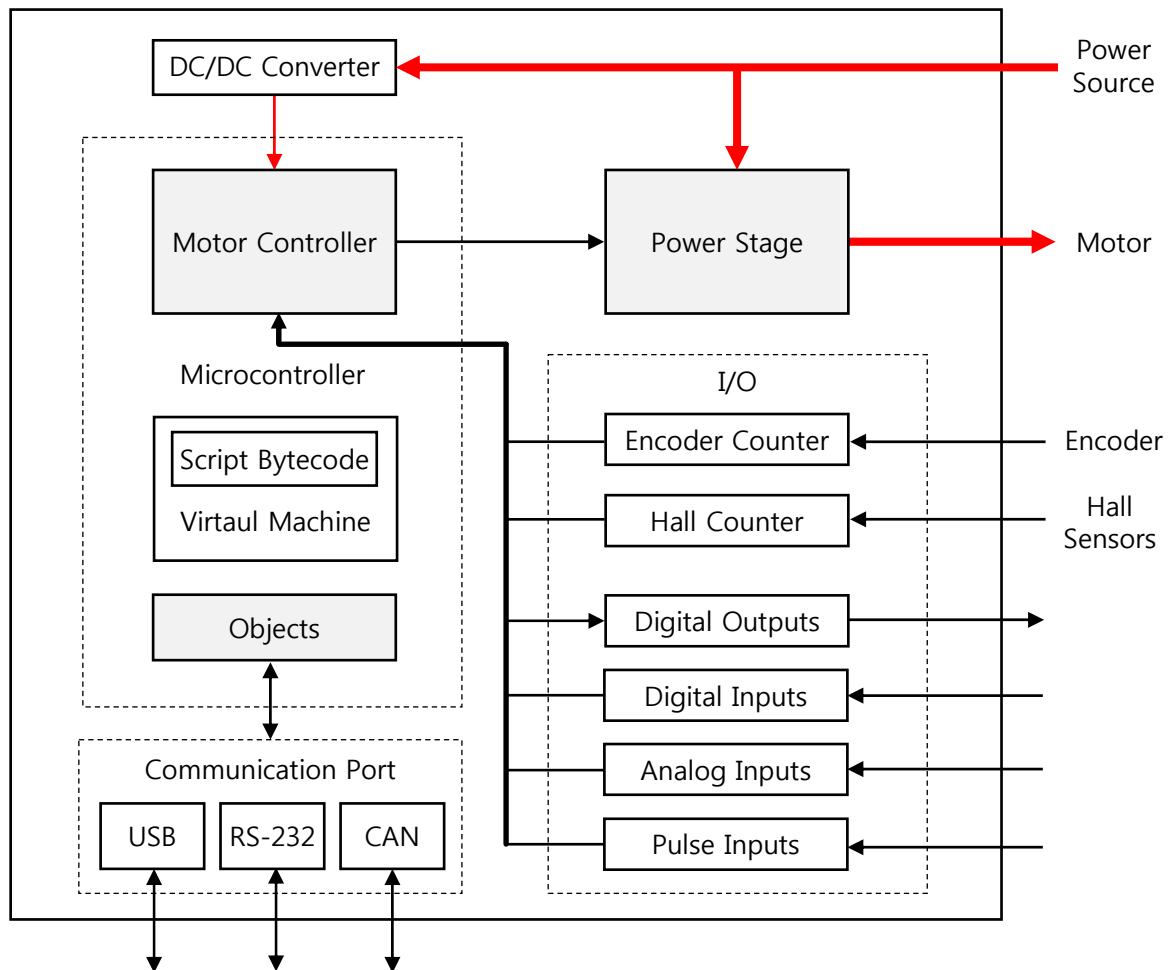 DC/DC Converter
Power
Source
Motor Controller
Power Stage
Motor
Microcontroller
I/O
Script Bytecode
Virtaul Machine
Encoder Counter
Encoder
Hall Counter
Hall
Sensors
Objects
Digital Outputs
Digital Inputs
Communication Port
Analog Inputs
USB
RS-232
CAN
Pulse Inputs